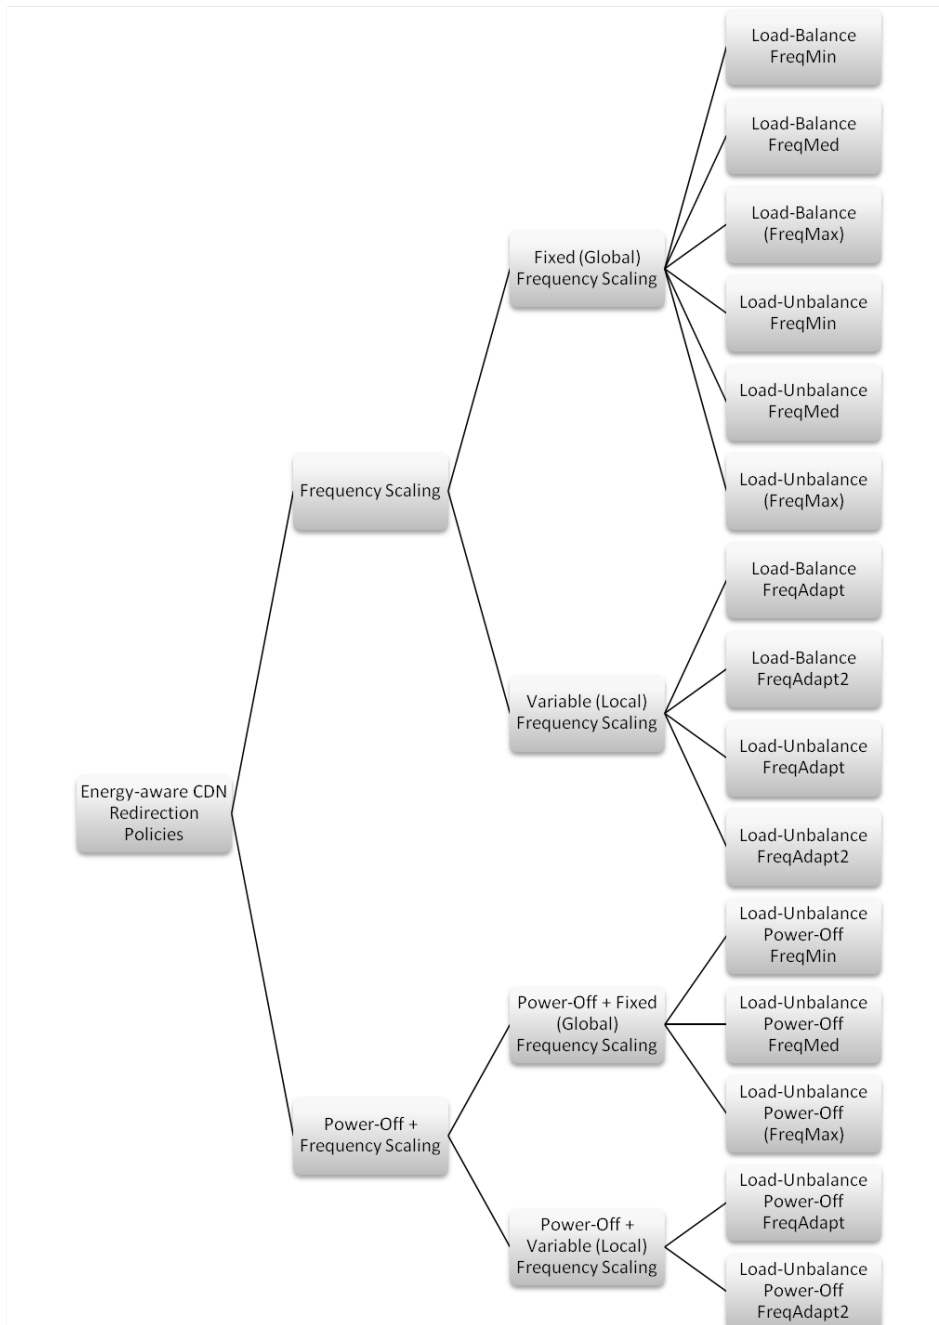 Load-Balance
FreqMin
Load-Balance
FreqMed
Load-Balance
(FreqMax)
Fixed (Global)
Frequency Scaling
Load-Unbalance
FreqMin
Load-Unbalance
FreqMed
Frequency Scaling
Load-Unbalance
(FreqMax)
Load-Balance
FreqAdapt
Load-Balance
FreqAdapt2
Variable (Local)
Frequency Scaling
Load-Unbalance
FreqAdapt
Energy-aware CDN
Redirection
Policies
Load-Unbalance
FreqAdapt2
Load-Unbalance
Power-Off
FreqMin
Power-Off + Fixed
(Global)
Frequency Scaling
Load-Unbalance
Power-Off
FreqMed
Power-Off +
Frequency Scaling
Load-Unbalance
Power-Off
(FreqMax)
Load-Unbalance
Power-Off
FreqAdapt
Power-Off +
Variable (Local)
Frequency Scaling
Load-Unbalance
Power-Off
FreqAdapt2